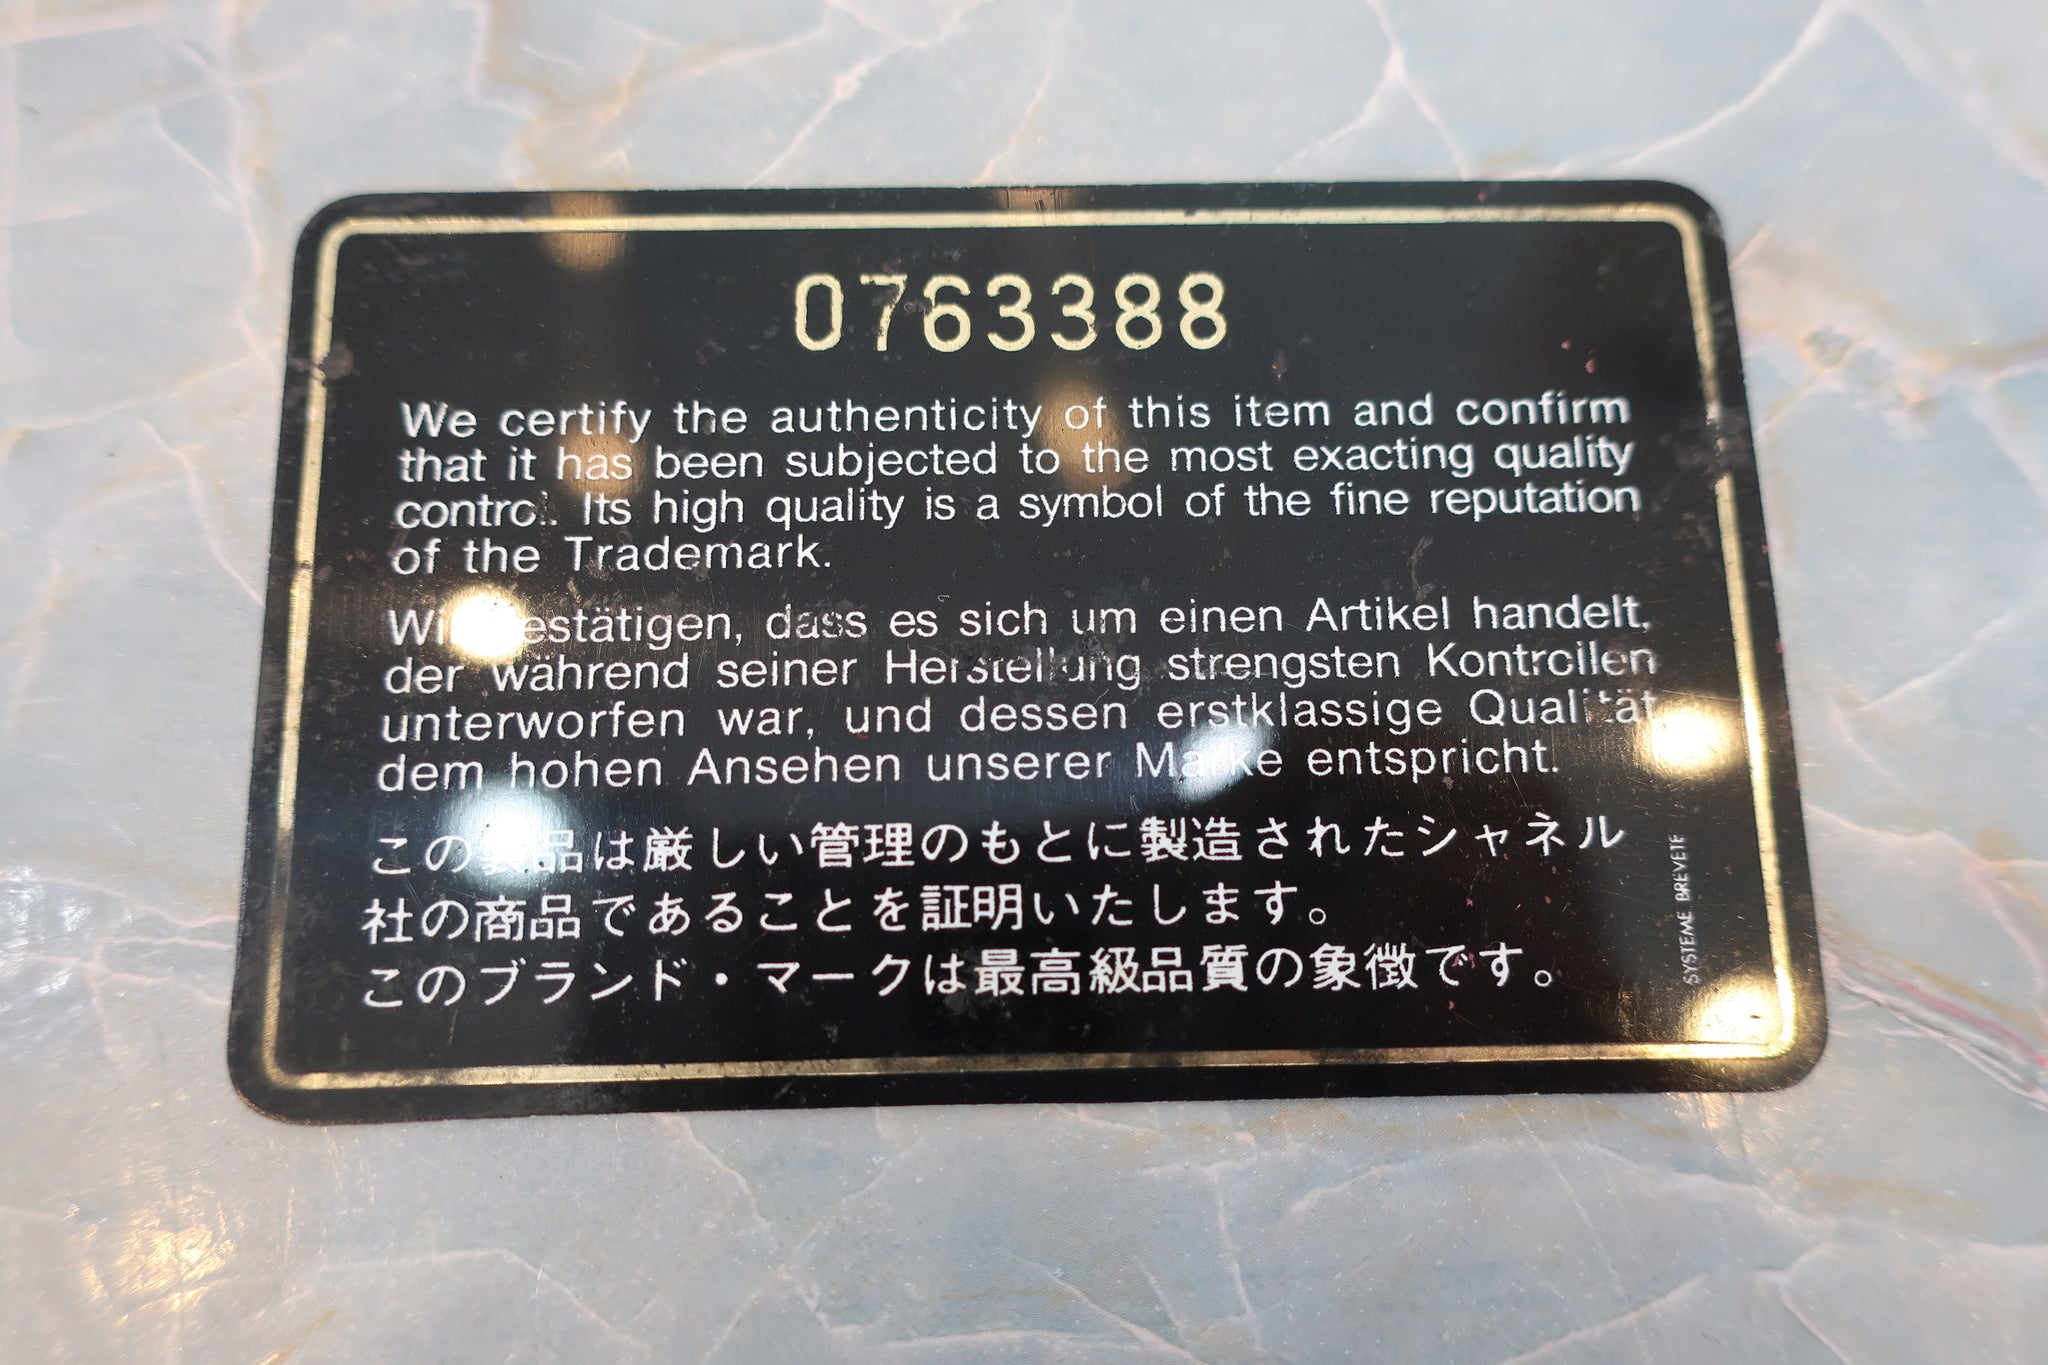 0763388
We certify the authenticity of this item and confirm
that it has been subjected to the most exacting quality
control. Its high quality is a symbol of the fine reputation
of the Trademark.
Wir bestätigen, dass es sich um einen Artikel handelt,
der während seiner Herstellung strengsten Kontrollen
unterworfen war, und dessen erstklassige Qualität
dem hohen Ansehen unserer Marke entspricht.
この製品は厳しい管理のもとに製造されたシャネル
社の商品であることを証明いたします。
このブランド・マークは最高級品質の象徴です。
SYSTEME BREVETE